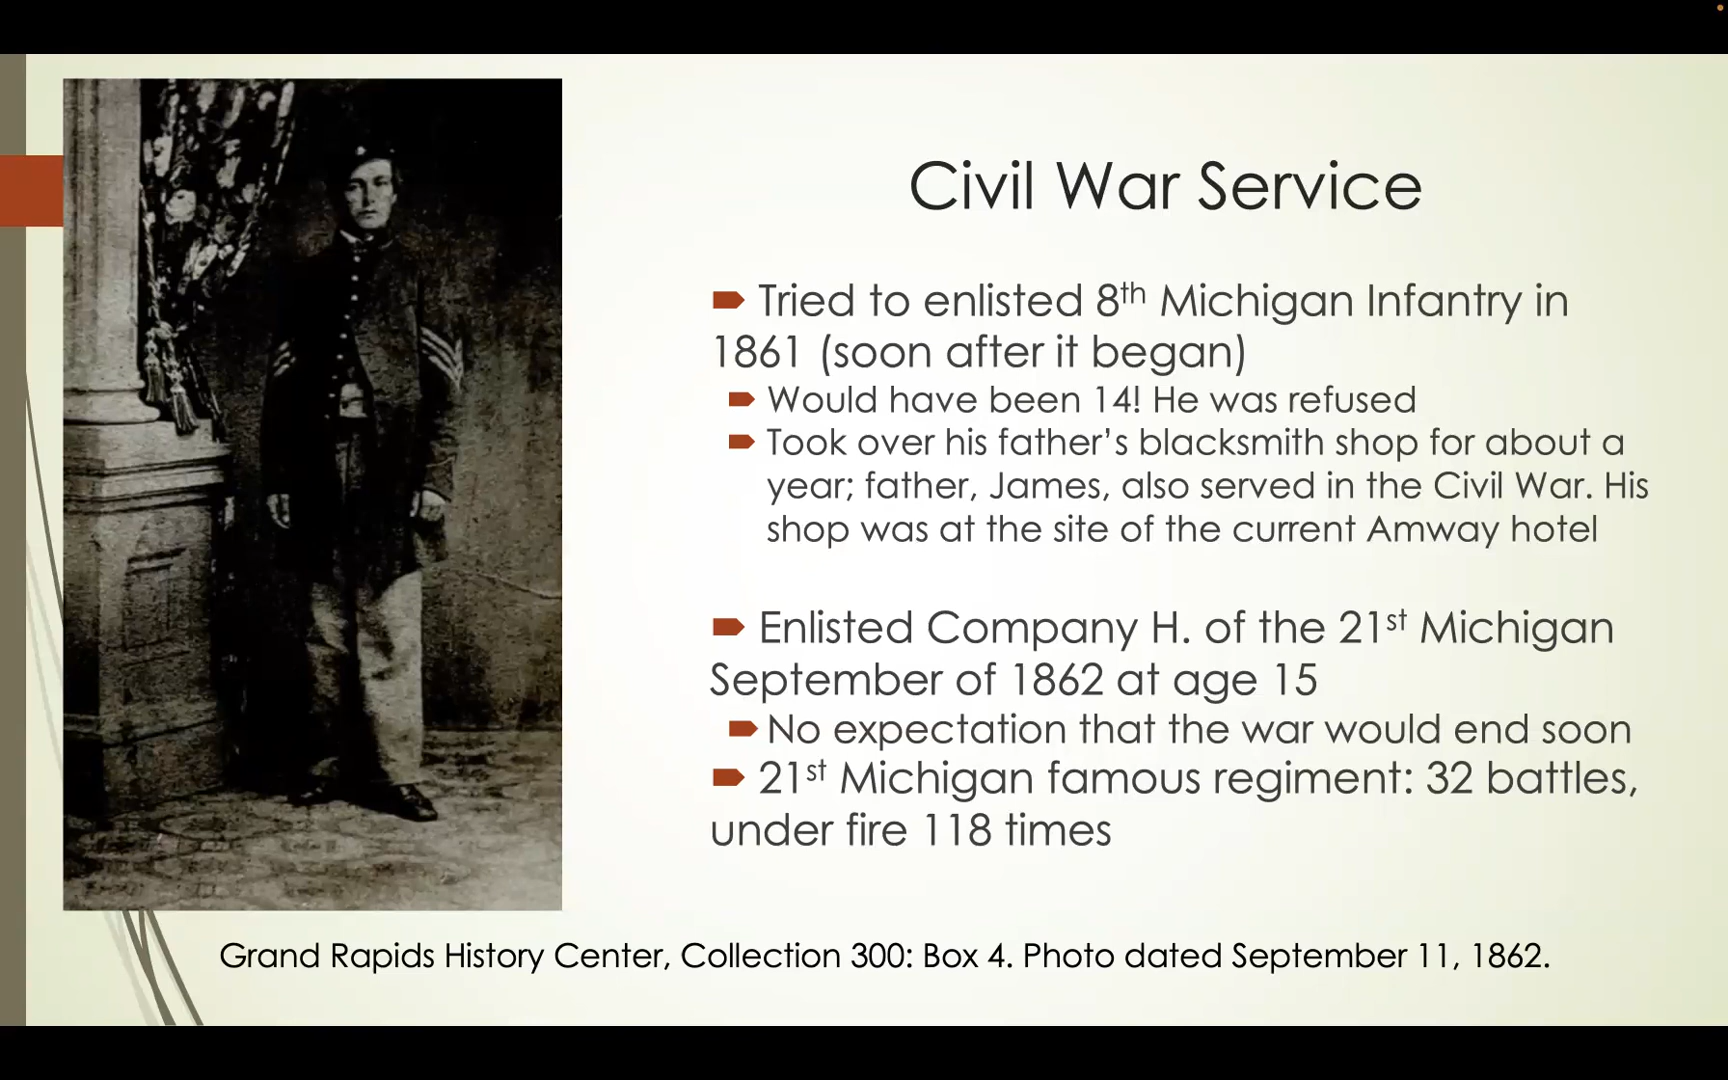 Civil War Service
Tried to enlisted 8th Michigan Infantry in
1861 (soon after it began)
Would have been 14! He was refused
Took over his father’s blacksmith shop for about a
year; father, James, also served in the Civil War. His
shop was at the site of the current Amway hotel
Enlisted Company H. of the 21st Michigan
September of 1862 at age 15
No expectation that the war would end soon
21st Michigan famous regiment: 32 battles,
under fire 118 times
Grand Rapids History Center, Collection 300: Box 4. Photo dated September 11, 1862.